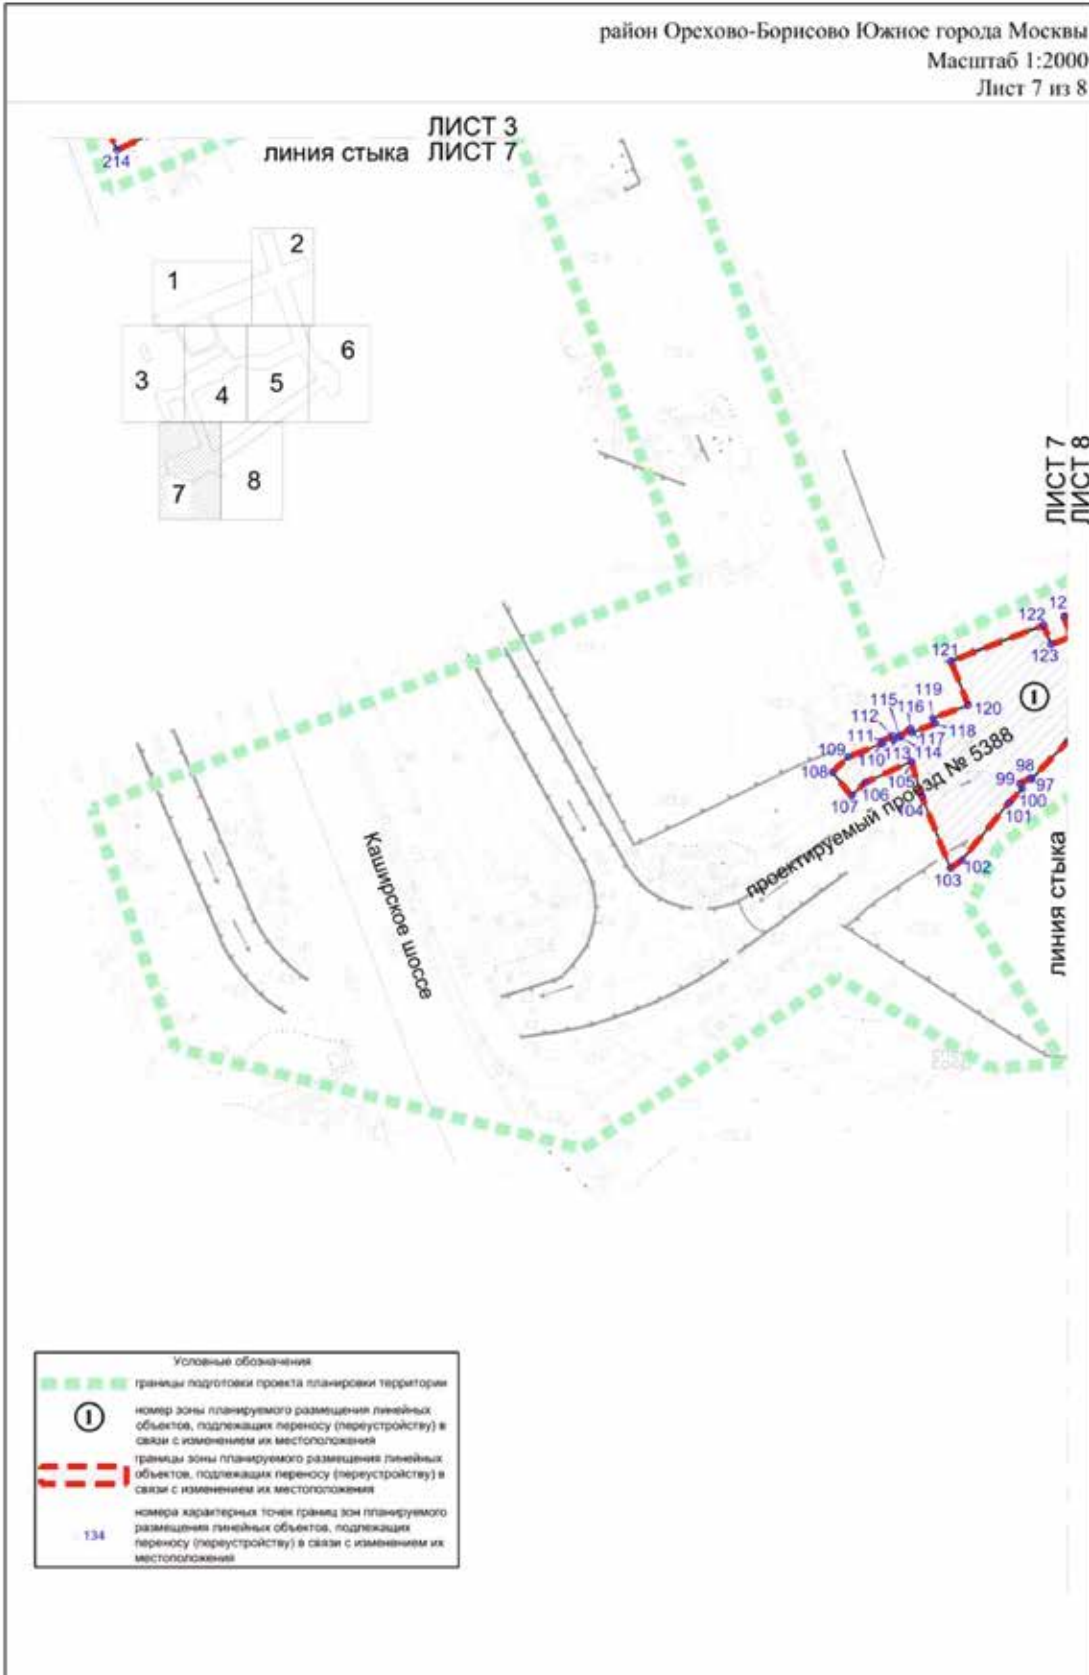 район Орехово-Борисово Южное города Москвы
Масштаб 1:2000
Лист 7 из 8
ЛИСТ 3
линия стыка ЛИСТ 7
214
2
1
6
3
4
5
7
8
ЛИСТ 7
ЛИСТ 8
12
122
123
121
1
119
120
116
115
118
112
117
111
110
113
114
109
108
105
106
107
104
98
99
97
100
101
102
103
проектируемый проезд № 5388
Каширское шоссе
линия стыка
Условные обозначения
границы подготовки проекта планировки территории
1
номер зоны планируемого размещения линейных
объектов, подлежащих переносу (переустройству) в
связи с изменением их местоположения
границы зоны планируемого размещения линейных
объектов, подлежащих переносу (переустройству) в
связи с изменением их местоположения
134
номера характерных точек границ зон планируемого
размещения линейных объектов, подлежащих
переносу (переустройству) в связи с изменением их
местоположения